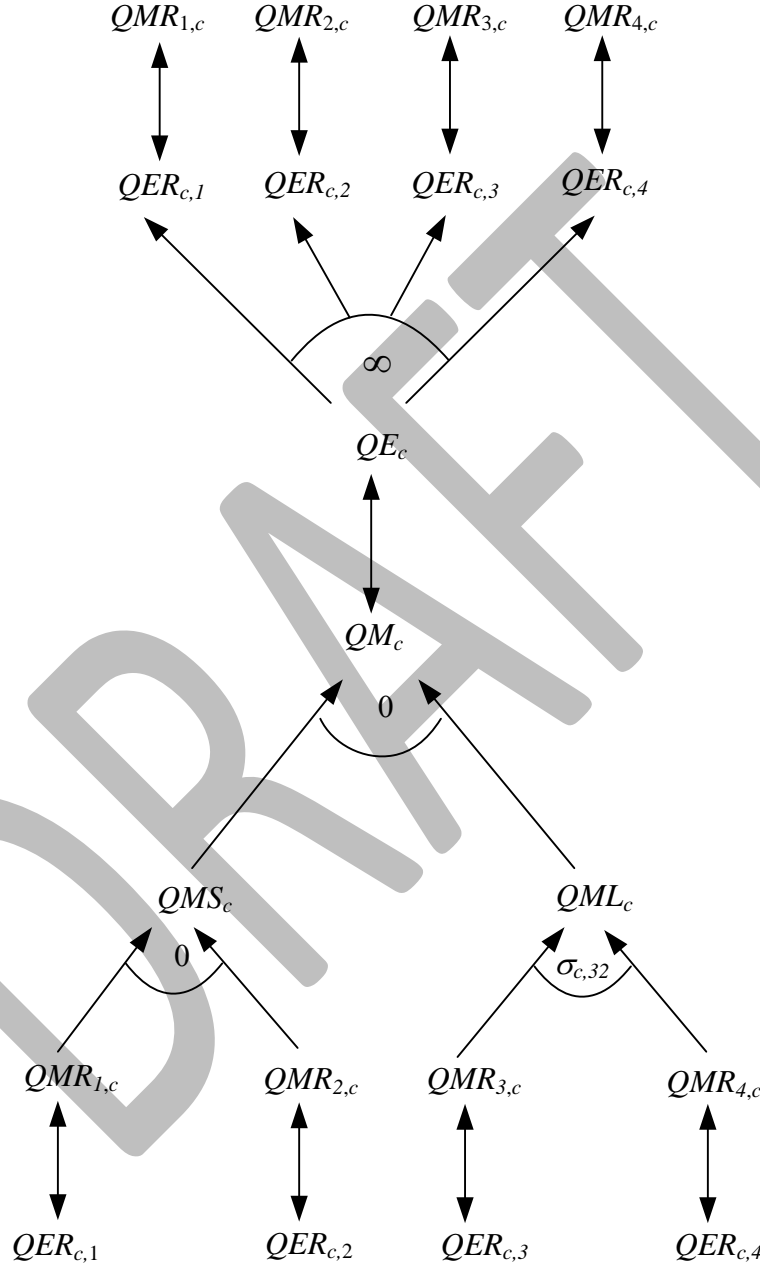 QMR1,c QMR2,c QMR3,c QMR4,c
QERc,1 QERc,2 QERc,3 QERc,4
∞
QEc
QMc
0
QMSc QMLc
0 σc,32
QMR1,c QMR2,c QMR3,c QMR4,c
QERc,1 QERc,2 QERc,3 QERc,4
DRAFT